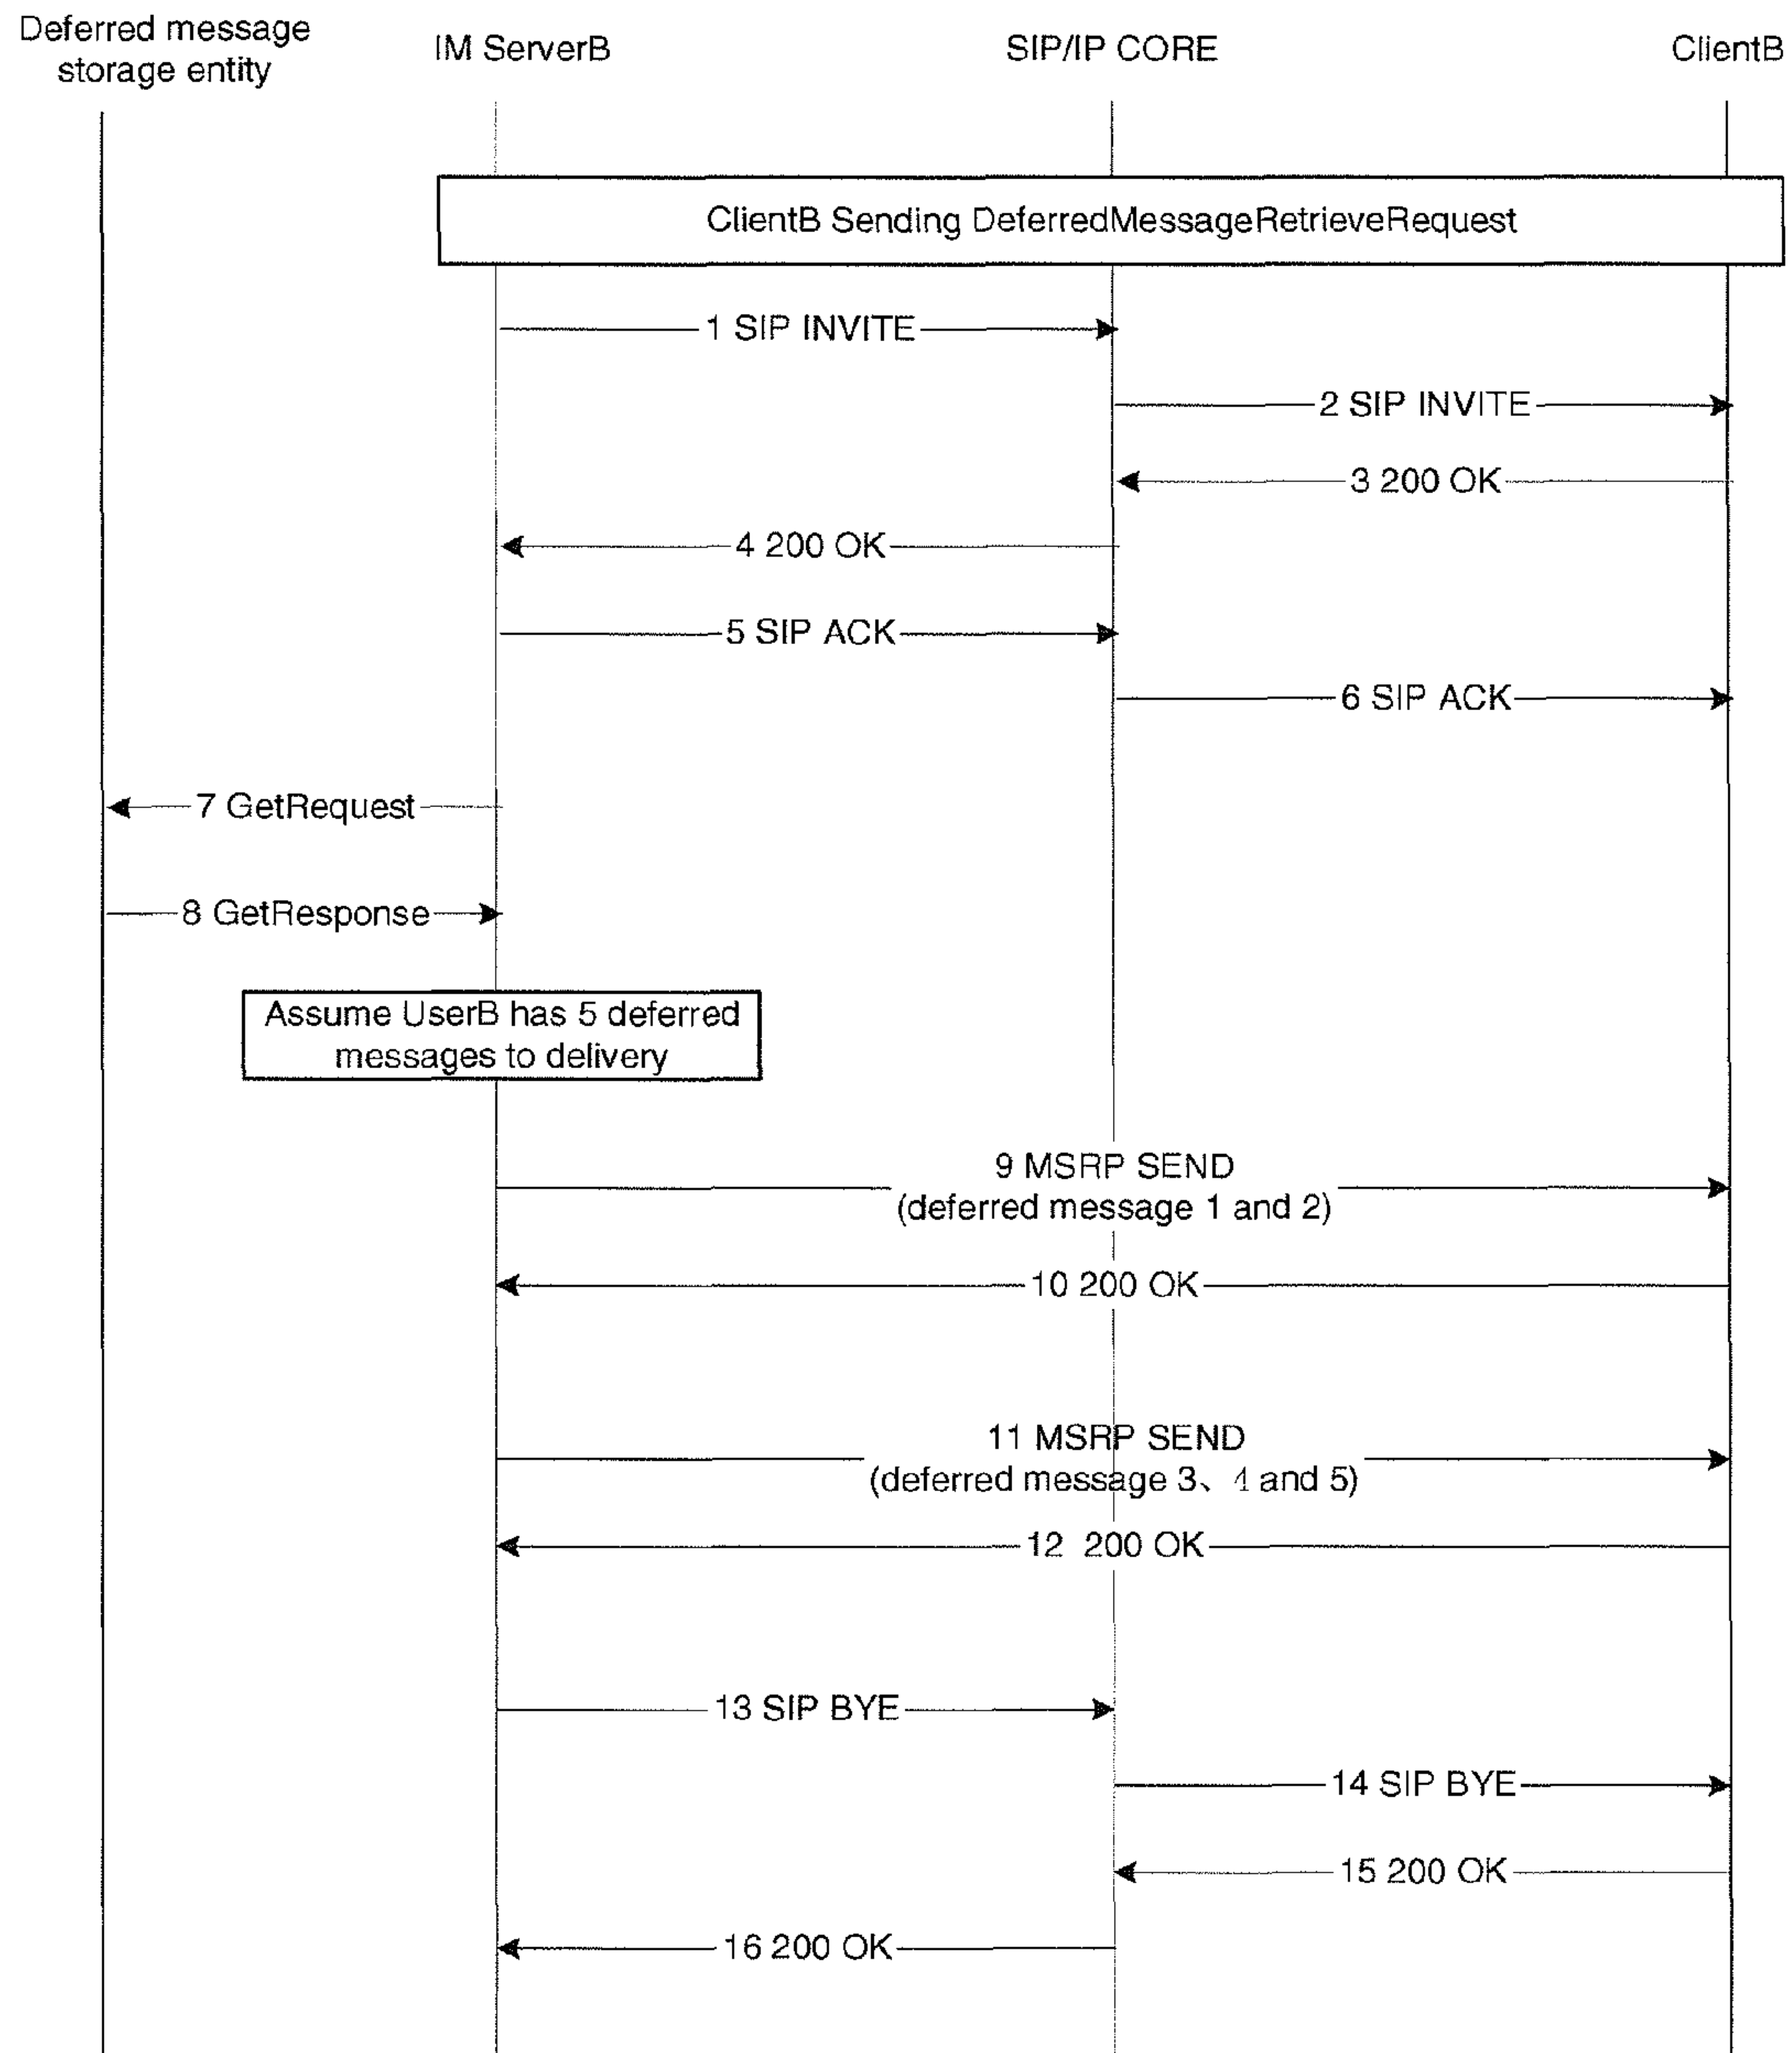 Deferred message
storage entity
IM ServerB
SIP/IP CORE
ClientB
ClientB Sending DeferredMessageRetrieveRequest
1 SIP INVITE
2 SIP INVITE
3 200 OK
4 200 OK
5 SIP ACK
6 SIP ACK
7 GetRequest
8 GetResponse
Assume UserB has 5 deferred
messages to delivery
9 MSRP SEND
(deferred message 1 and 2)
10 200 OK
11 MSRP SEND
(deferred message 3、4 and 5)
12 200 OK
13 SIP BYE
14 SIP BYE
15 200 OK
16 200 OK